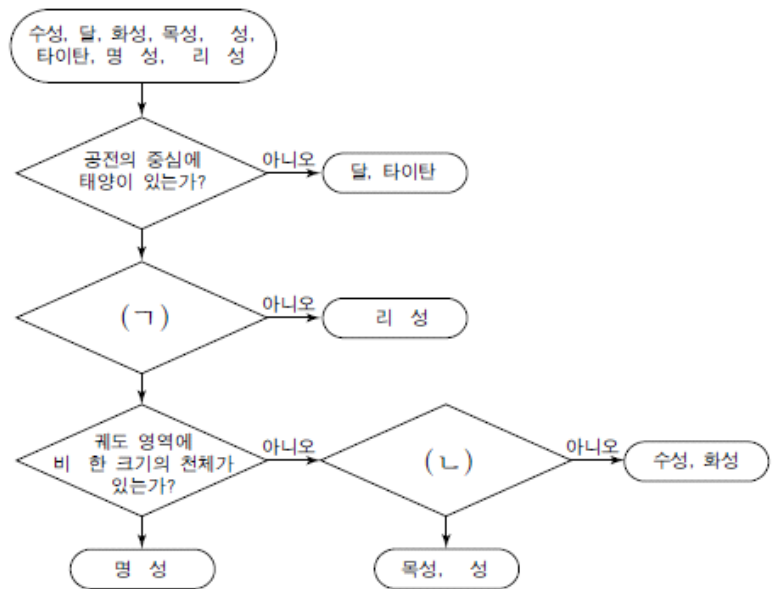 수성, 달, 화성, 목성, 성,
타이탄, 명 성, 리 성
공전의 중심에
태양이 있는가?
아니오
달, 타이탄
(ㄱ)
아니오
리 성
궤도 영역에
비 한 크기의 천체가
있는가?
아니오
(ㄴ)
아니오
수성, 화성
명 성
목성, 성